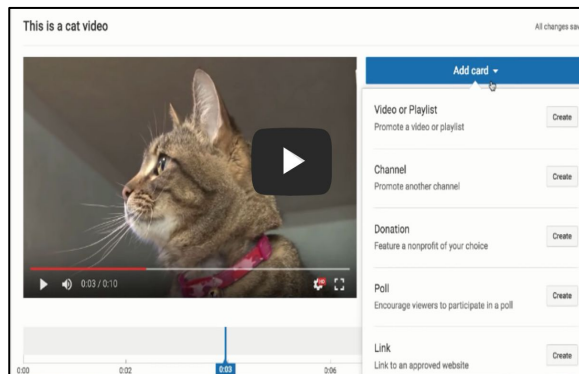 This is a cat video
All changes sav
Add card
Video or Playlist
Promote a video or playlist
Create
Channel
Promote another channel
Create
Donation
Feature a nonprofit of your choice
Create
Poll
Encourage viewers to participate in a poll
Create
Link
Link to an approved website
Create
HD
0:03 / 0:10
0:00
0:02
0:03
0:06